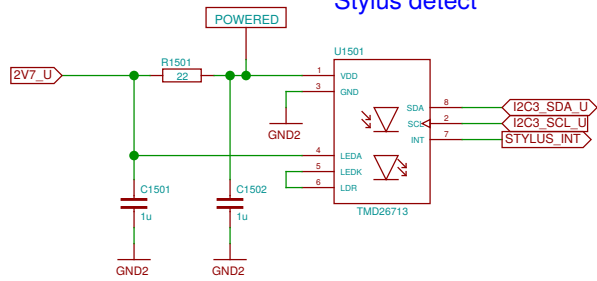 Stylus detect
POWERED
2V7_U
R1501
22
U1501
1
VDD
3
GND
GND2
SDA
8
I2C3_SDA_U
SCL
2
I2C3_SCL_U
INT
7
STYLUS_INT
4
LEDA
5
LEDK
6
LDR
TMD26713
C1501
1u
GND2
C1502
1u
GND2